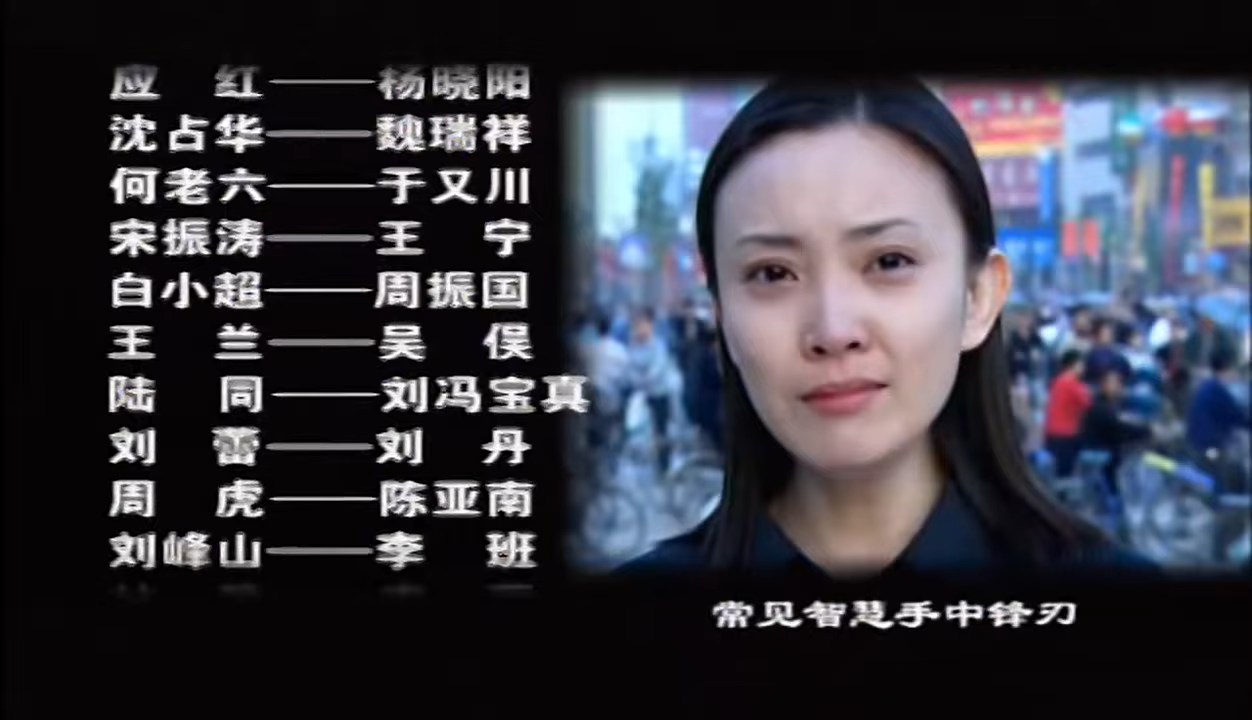 应 红——杨晓阳
沈占华——魏瑞祥
何老六——于又川
宋振涛——王 宁
白小超——周振国
王 兰——吴 俣
陆 同——刘冯宝真
刘 蕾——刘 丹
周 虎——陈亚南
刘峰山——李 班
常见智慧手中锋刃